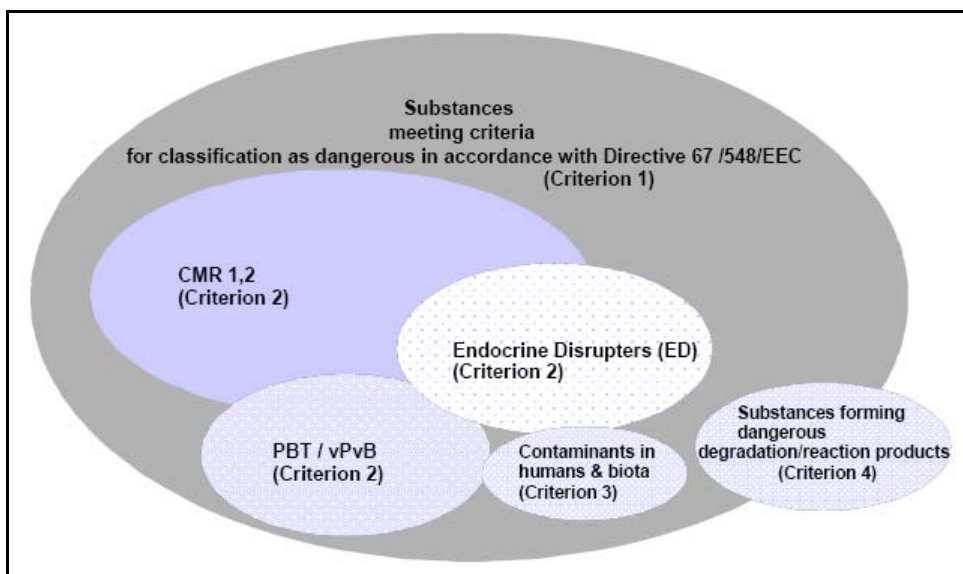 Substances
meeting criteria
for classification as dangerous in accordance with Directive 67 /548/EEC
(Criterion 1)
CMR 1,2
(Criterion 2)
Endocrine Disrupters (ED)
(Criterion 2)
PBT / vPvB
(Criterion 2)
Contaminants in
humans & biota
(Criterion 3)
Substances forming
dangerous
degradation/reaction products
(Criterion 4)